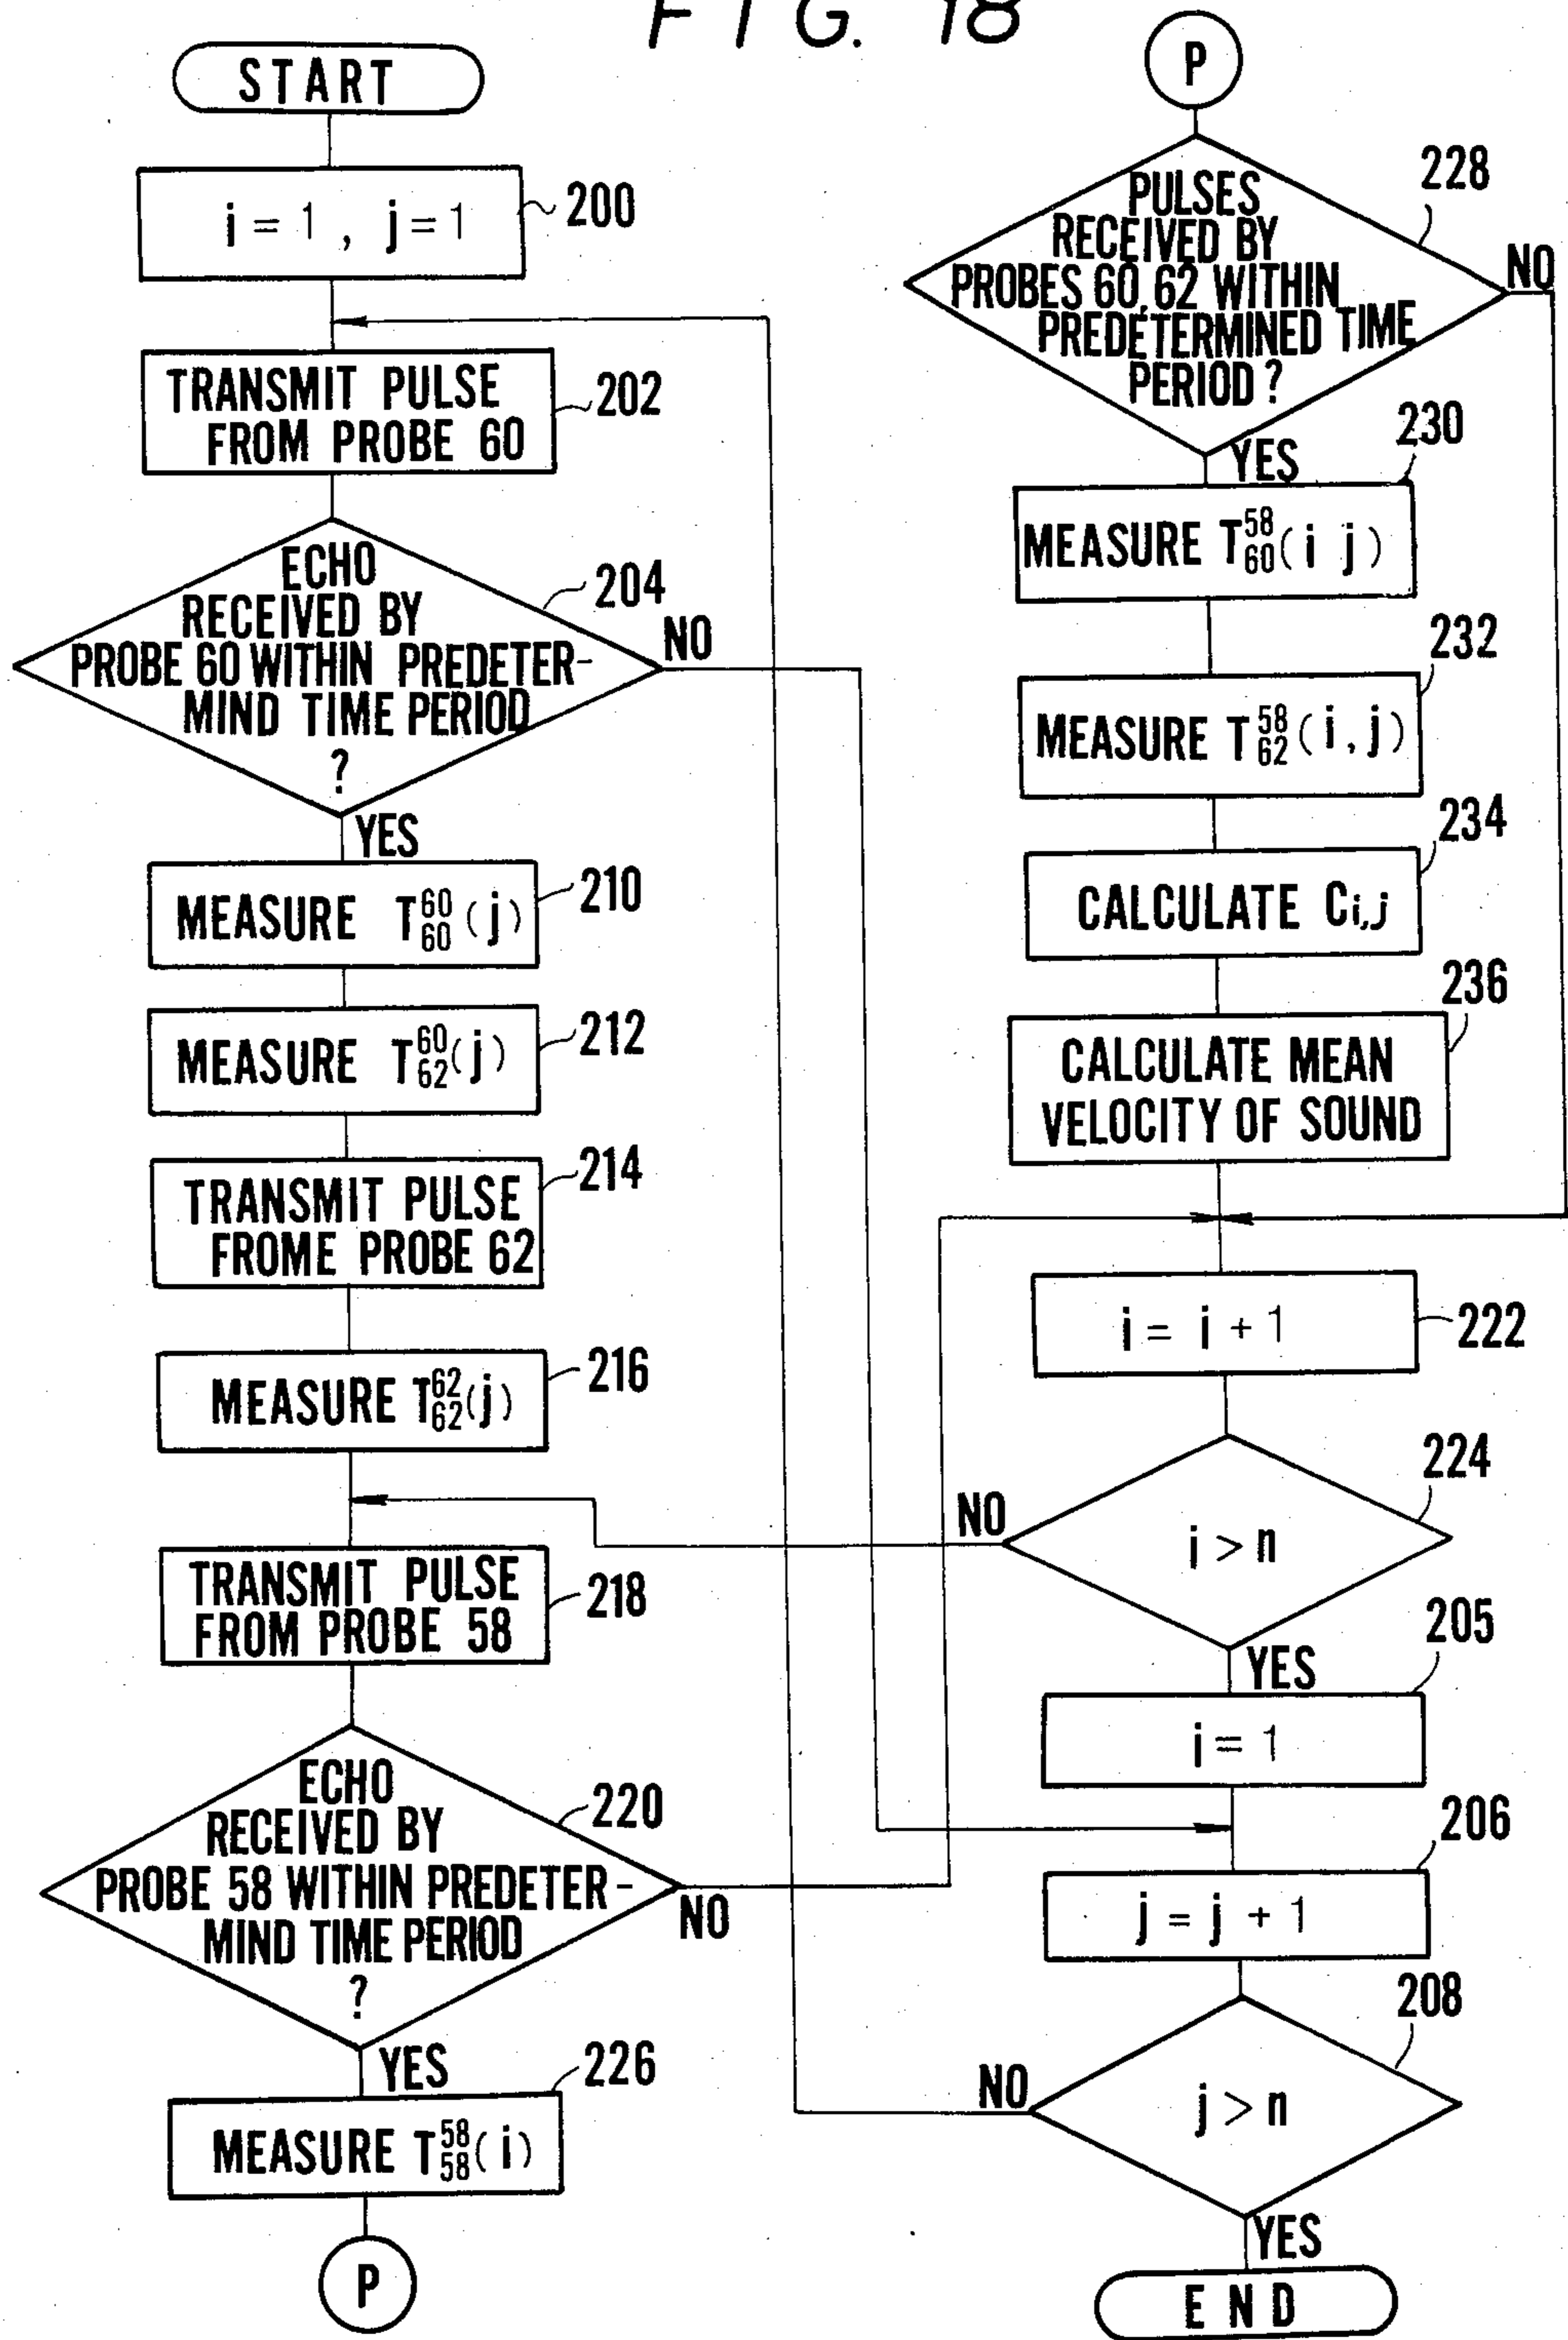 FIG. 18
START
i = 1 , j = 1
200
TRANSMIT PULSE
FROM PROBE 60
202
ECHO
RECEIVED BY
PROBE 60 WITHIN PREDETER-
MIND TIME PERIOD
?
204
NO
YES
MEASURE T60 60 (j)
210
MEASURE T60 62 (j)
212
TRANSMIT PULSE
FROME PROBE 62
214
MEASURE T62 62 (j)
216
TRANSMIT PULSE
FROM PROBE 58
218
ECHO
RECEIVED BY
PROBE 58 WITHIN PREDETER-
MIND TIME PERIOD
?
220
NO
YES
MEASURE T58 58 (i)
226
P
P
PULSES
RECEIVED BY
PROBES 60,62 WITHIN
PREDETERMINED TIME
PERIOD ?
228
NO
YES
MEASURE T58 60 (i j)
230
MEASURE T58 62 (i,j)
232
CALCULATE Ci,j
234
CALCULATE MEAN
VELOCITY OF SOUND
236
i = i + 1
222
i > n
224
NO
YES
i = 1
205
j = j + 1
206
j > n
208
NO
YES
END